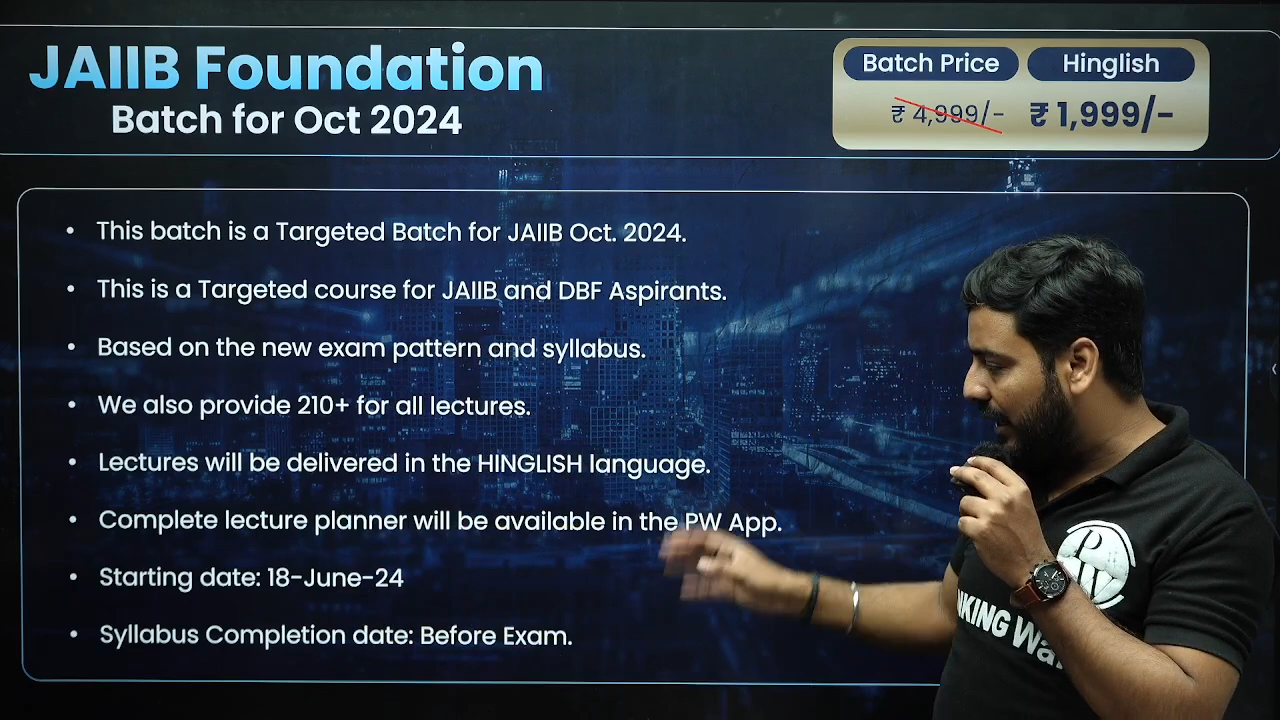 JAIIB Foundation
Batch for Oct 2024
Batch Price
Hinglish
₹ 4,999/-
₹ 1,999/-
• This batch is a Targeted Batch for JAIIB Oct. 2024.
• This is a Targeted course for JAIIB and DBF Aspirants.
• Based on the new exam pattern and syllabus.
• We also provide 210+ for all lectures.
• Lectures will be delivered in the HINGLISH language.
• Complete lecture planner will be available in the PW App.
• Starting date: 18-June-24
• Syllabus Completion date: Before Exam.
PW